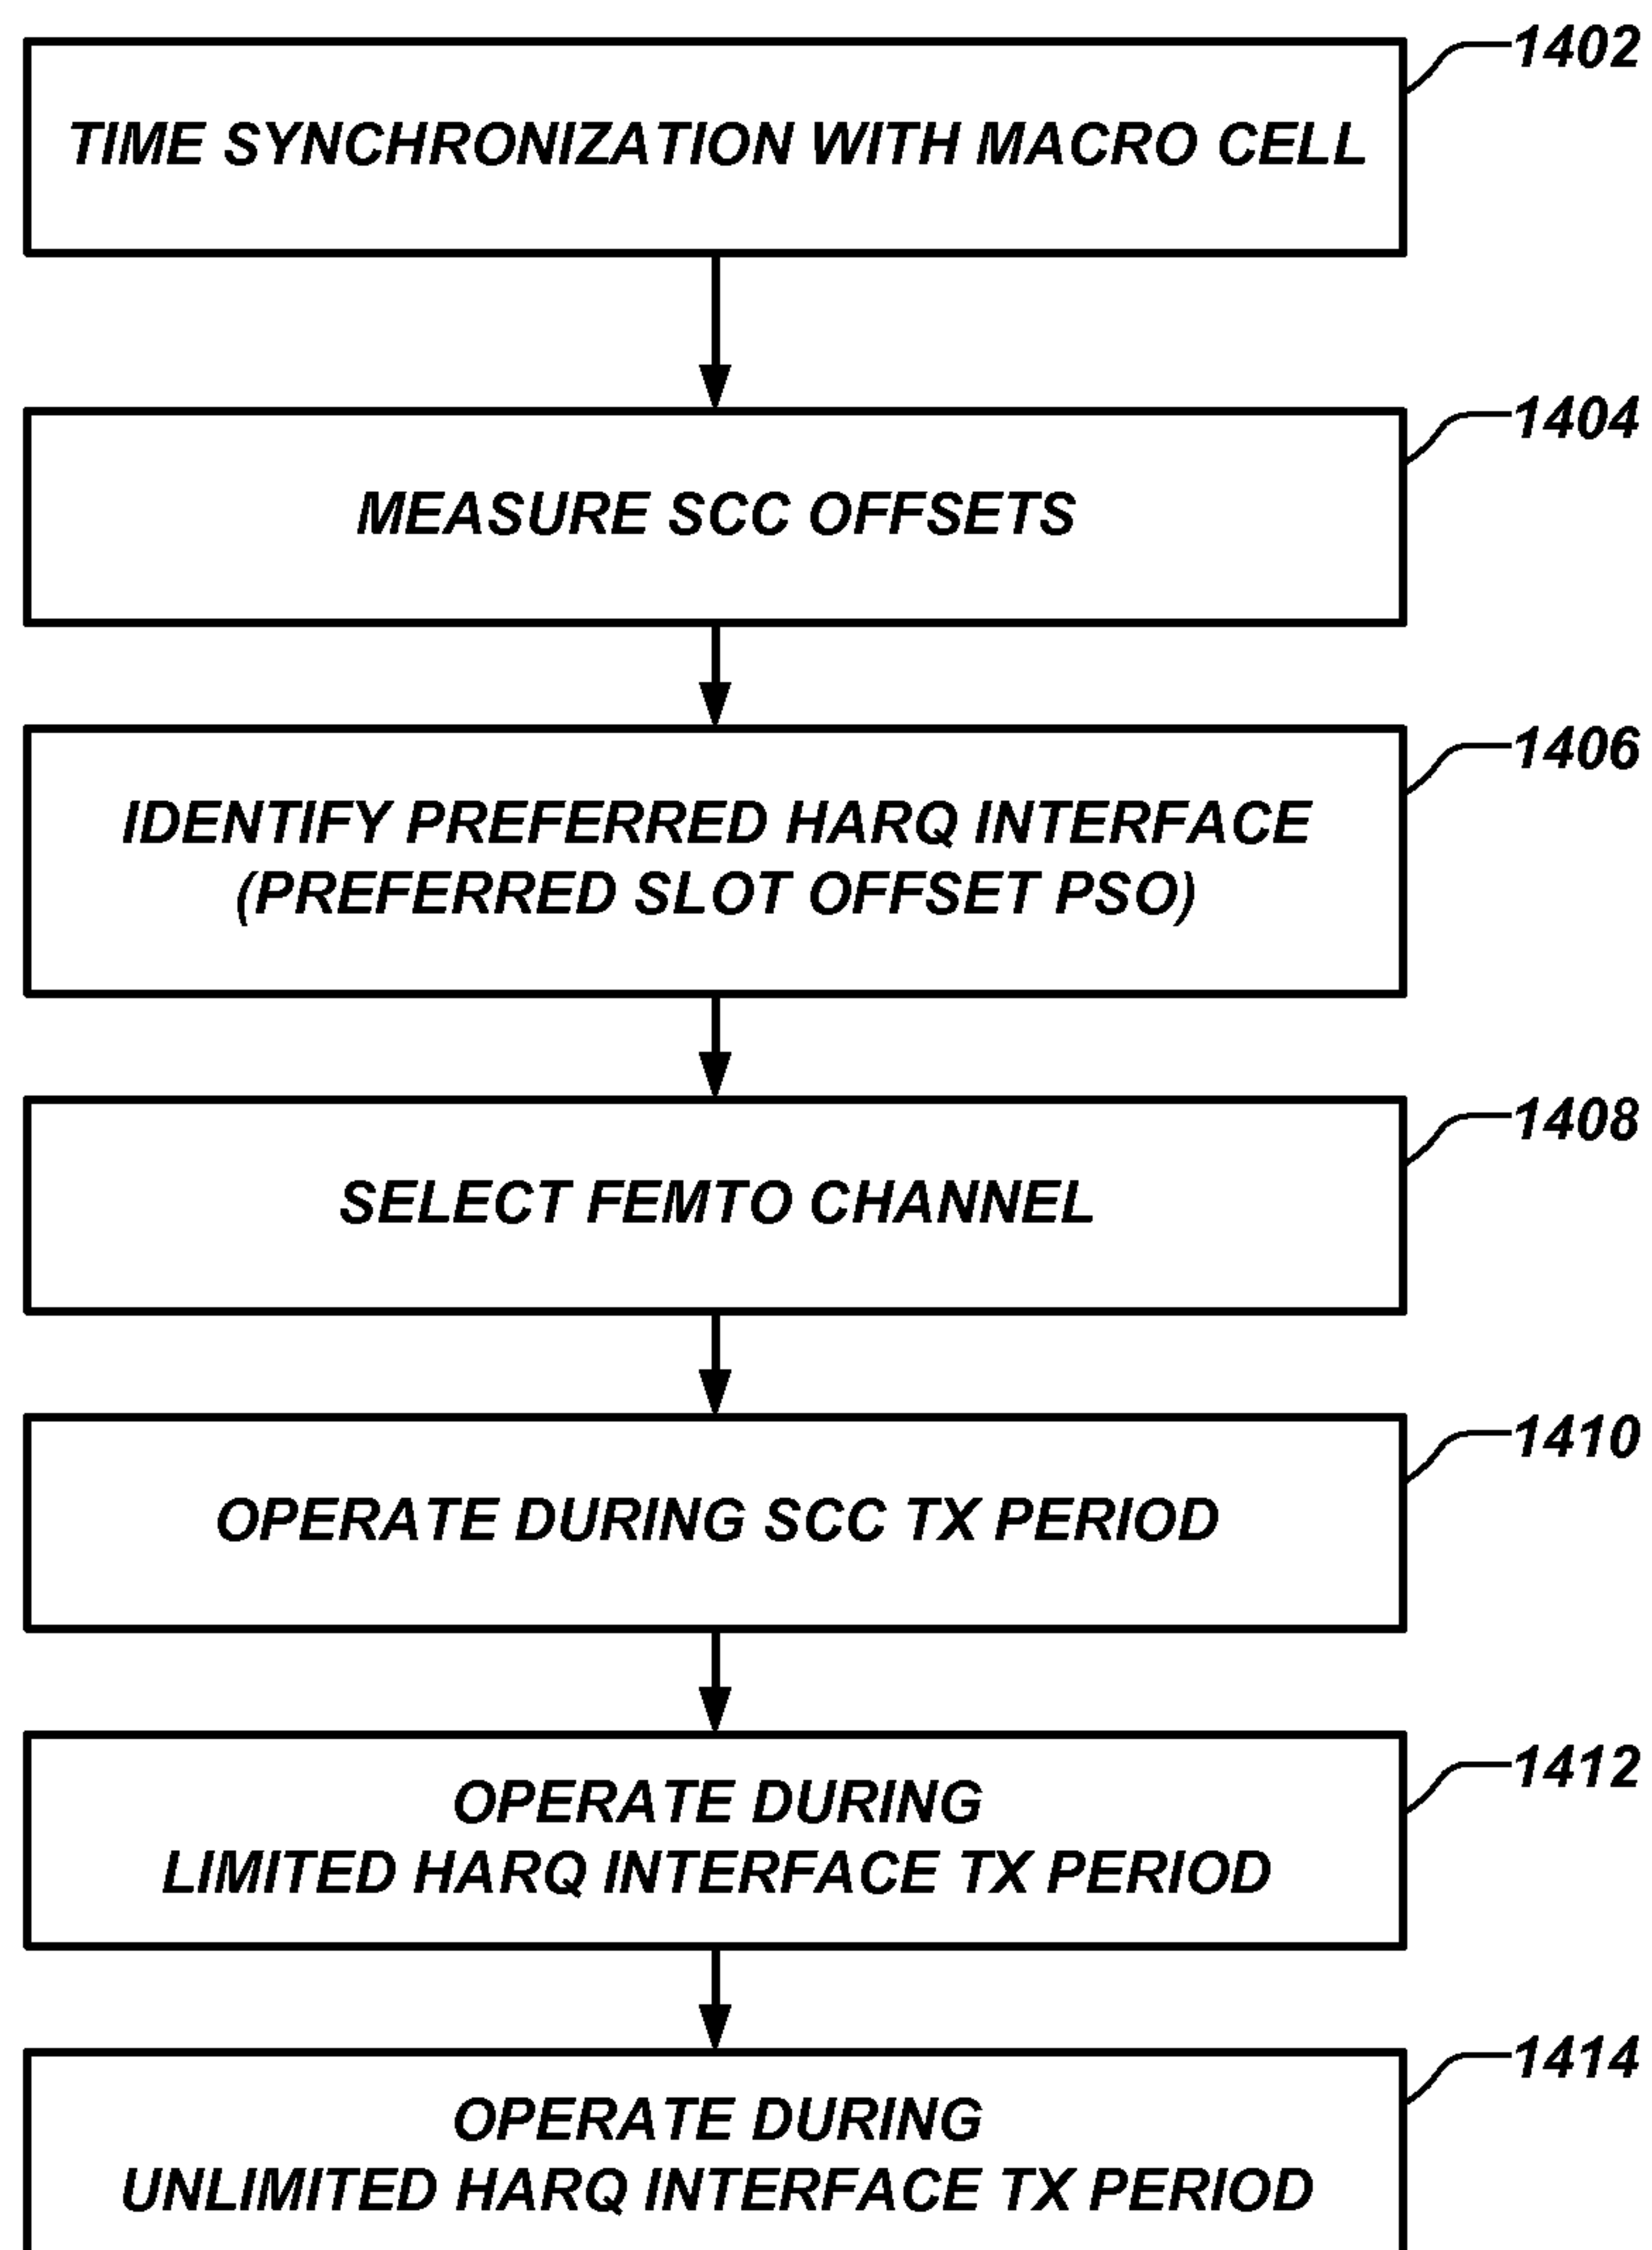 1402
TIME SYNCHRONIZATION WITH MACRO CELL
1404
MEASURE SCC OFFSETS
1406
IDENTIFY PREFERRED HARQ INTERFACE
(PREFERRED SLOT OFFSET PSO)
1408
SELECT FEMTO CHANNEL
1410
OPERATE DURING SCC TX PERIOD
1412
OPERATE DURING
LIMITED HARQ INTERFACE TX PERIOD
1414
OPERATE DURING
UNLIMITED HARQ INTERFACE TX PERIOD